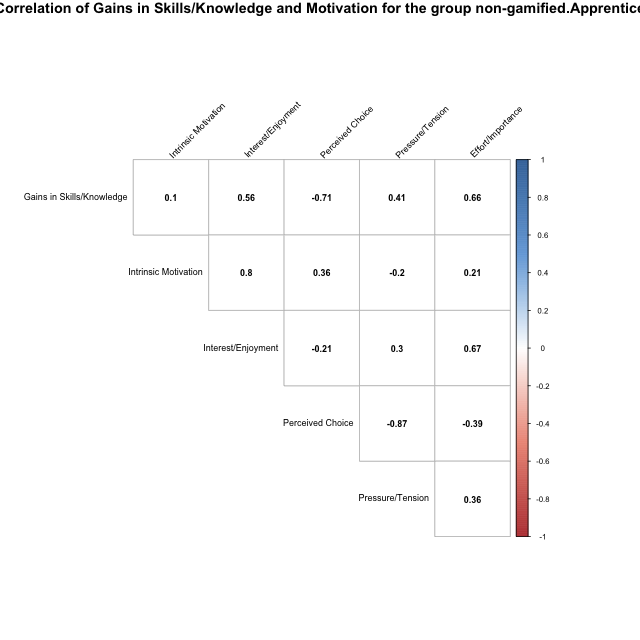 Correlation of Gains in Skills/Knowledge and Motivation for the group non-gamified.Apprentice
Intrinsic Motivation
Interest/Enjoyment
Perceived Choice
Pressure/Tension
Effort/Importance
Gains in Skills/Knowledge
0.1
0.56
-0.71
0.41
0.66
Intrinsic Motivation
0.8
0.36
-0.2
0.21
Interest/Enjoyment
-0.21
0.3
0.67
Perceived Choice
-0.87
-0.39
Pressure/Tension
0.36
1
0.8
0.6
0.4
0.2
0
-0.2
-0.4
-0.6
-0.8
-1